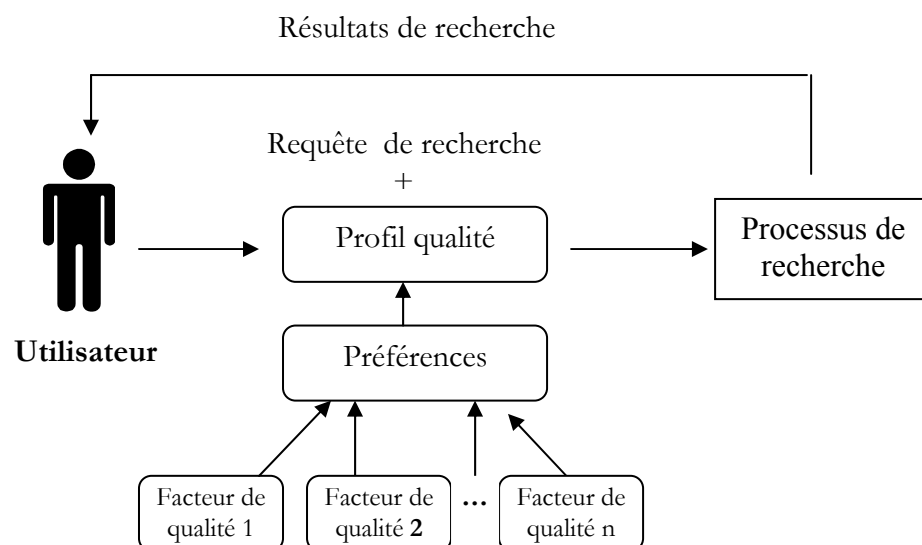 Résultats de recherche
Requête de recherche
+
Profil qualité
Processus de
recherche
Utilisateur
Préférences
Facteur de
qualité 1
Facteur de
qualité 2
...
Facteur de
qualité n